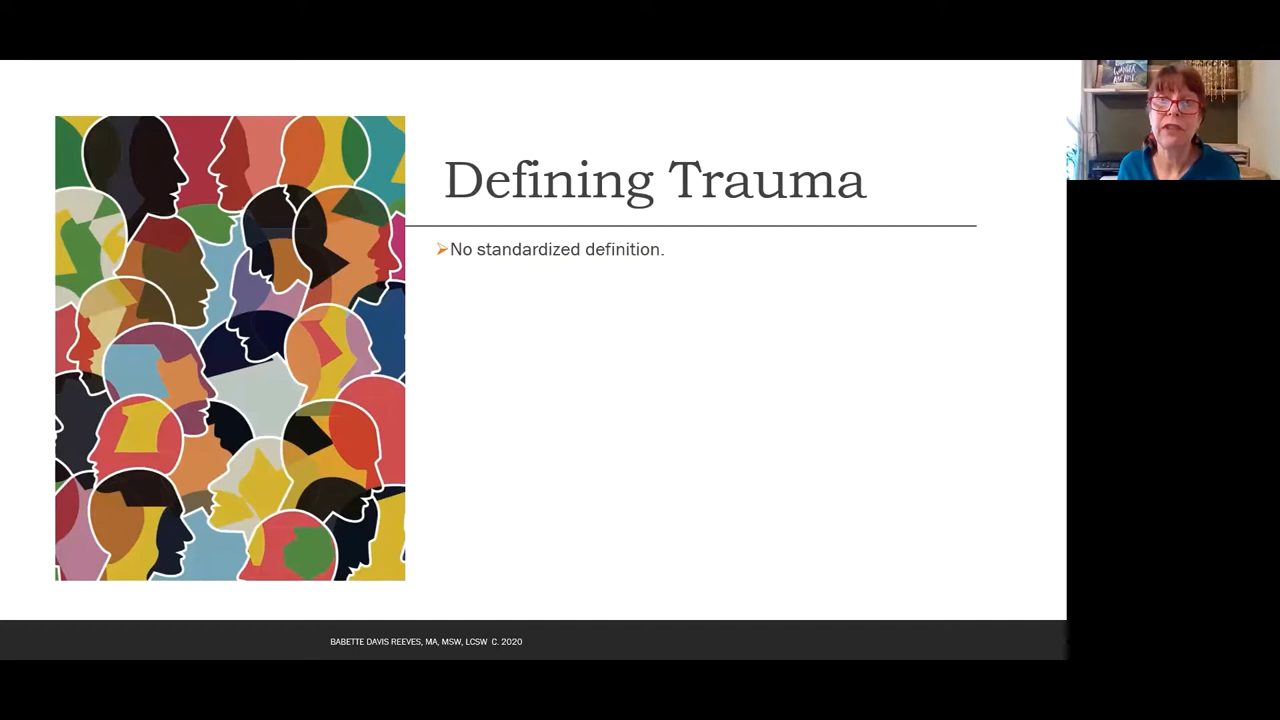 Defining Trauma
No standardized definition.
BABETTE DAVIS REEVES, MA, MSW, LCSW C. 2020